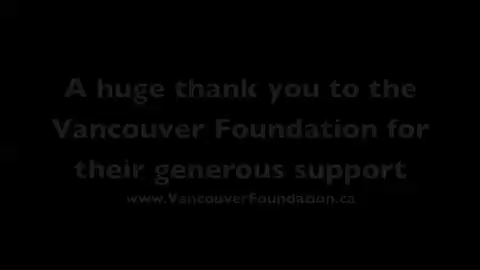 A huge thank you to the
Vancouver Foundation for
their generous support
www.VancouverFoundation.ca